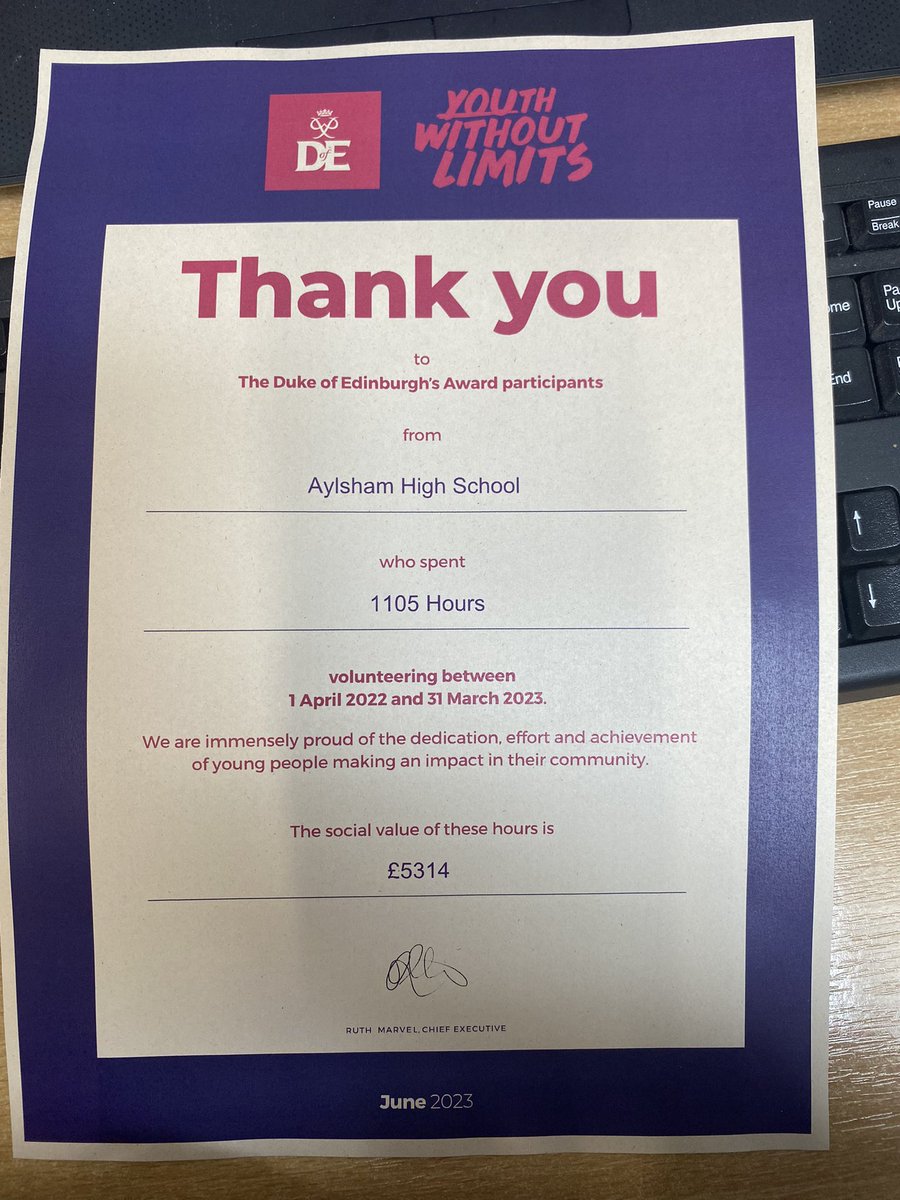 DofE
YOUTH
WITHOUT
LIMITS
Thank you
to
The Duke of Edinburgh's Award participants
from
Aylsham High School
who spent
1105 Hours
volunteering between
1 April 2022 and 31 March 2023.
We are immensely proud of the dedication, effort and achievement
of young people making an impact in their community.
The social value of these hours is
£5314
RUTH MARVEL, CHIEF EXECUTIVE
June 2023
Pause
Break
End